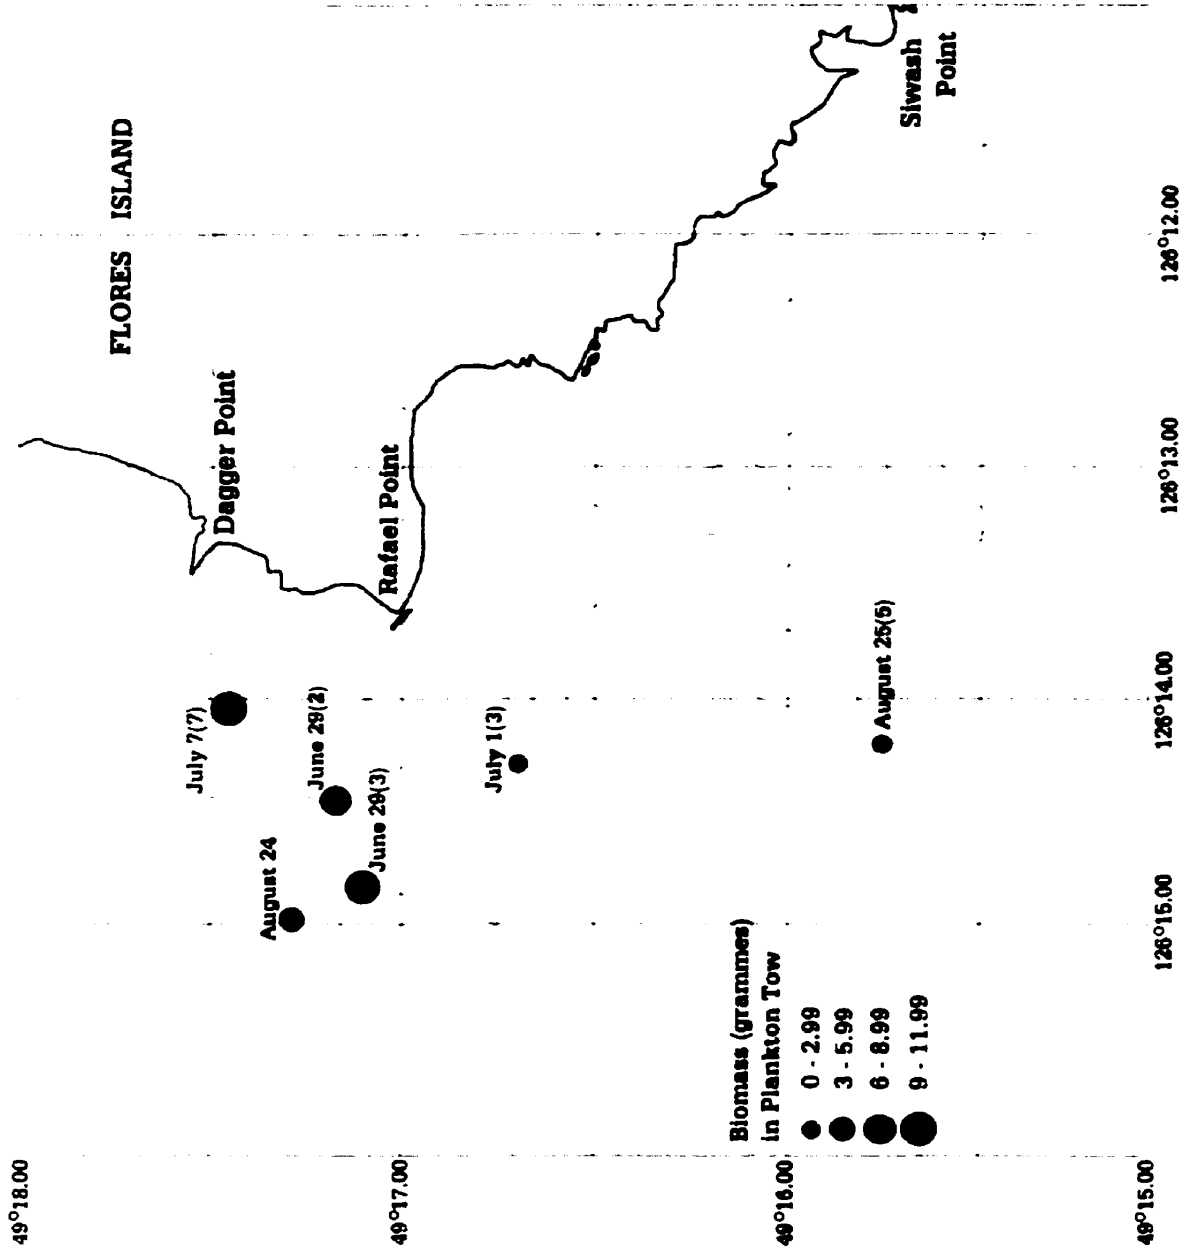 FLORES ISLAND
Dagger Point
Rafael Point
Siwash
Point
July 7(7)
June 29(2)
August 24
June 29(3)
July 1(3)
August 25(5)
Biomass (grammes)
in Plankton Tow
0 - 2.99
3 - 5.99
6 - 8.99
9 - 11.99
49°18.00
49°17.00
49°16.00
49°15.00
126°15.00
126°14.00
126°13.00
126°12.00